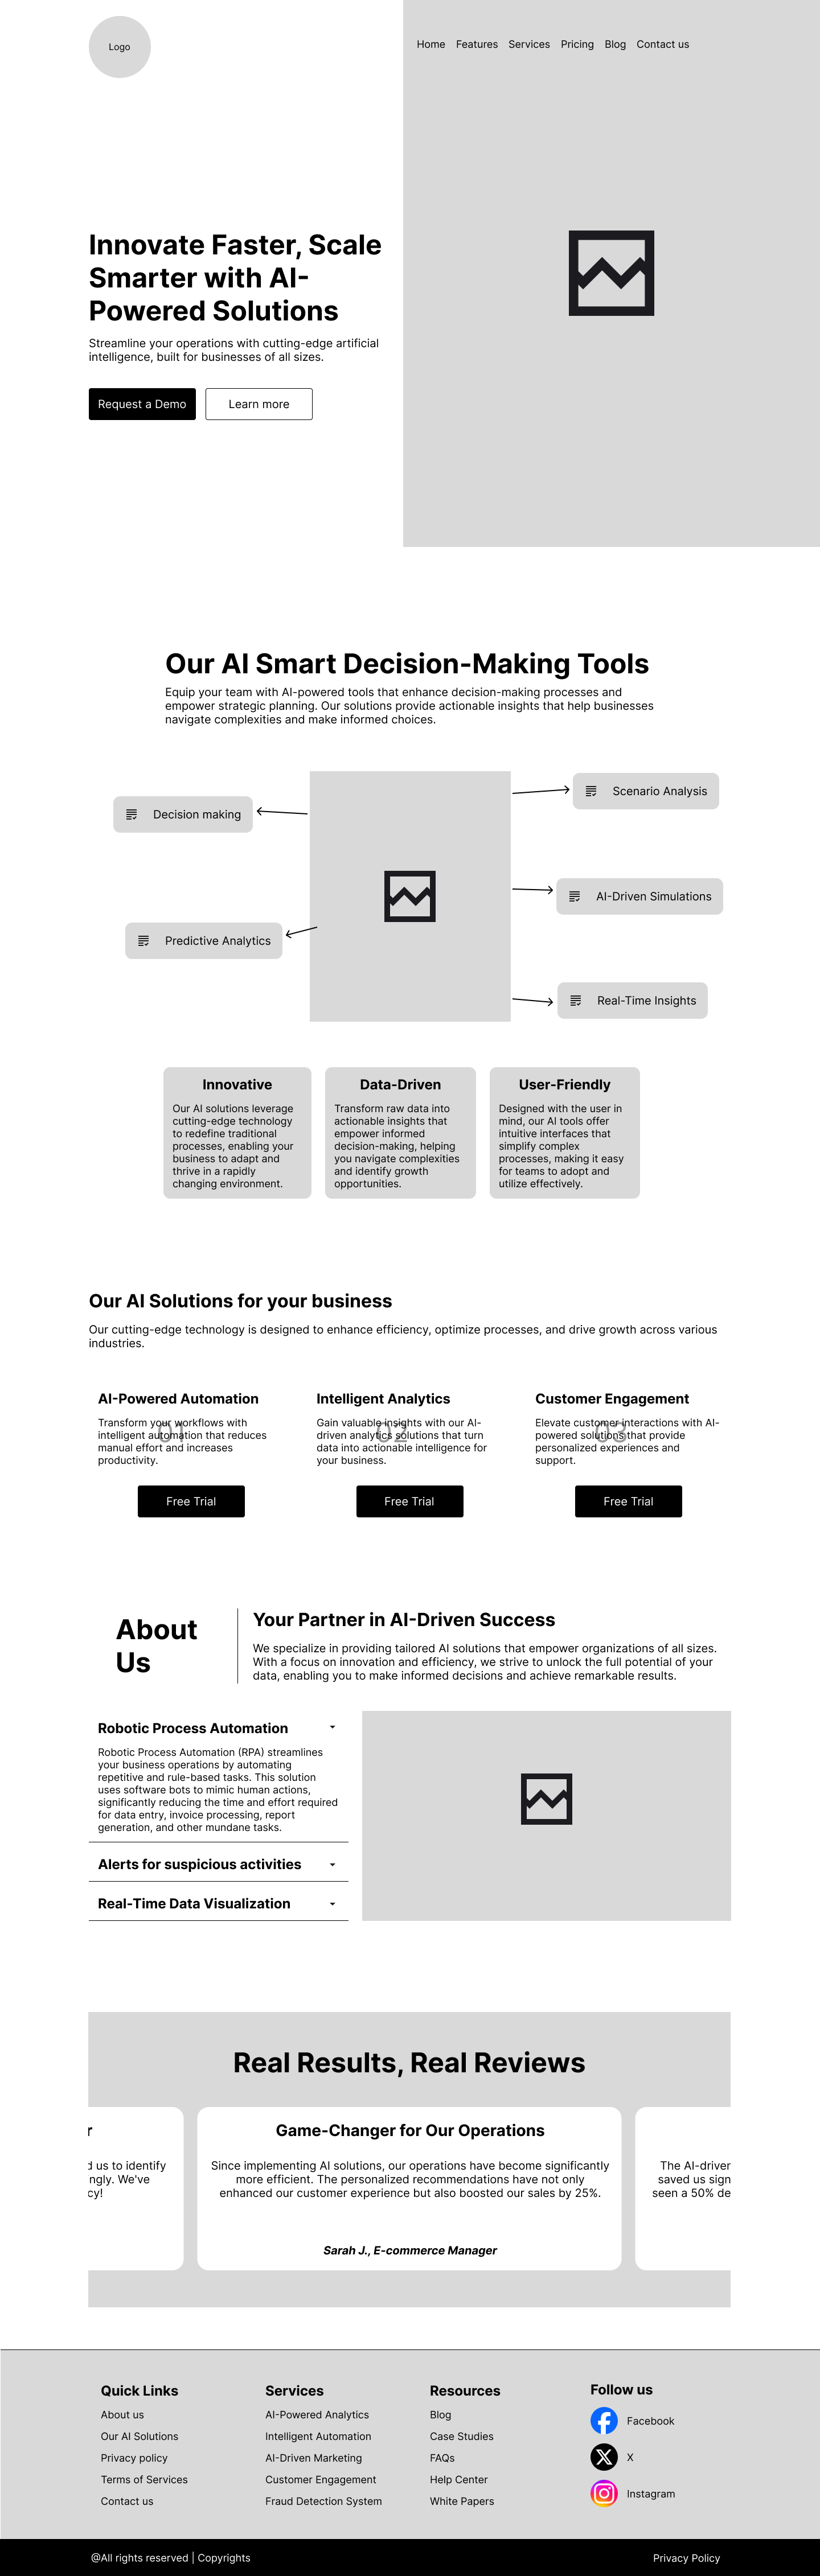 Logo
Home Features Services Pricing Blog Contact us
Innovate Faster, Scale
Smarter with AI-
Powered Solutions
Streamline your operations with cutting-edge artificial
intelligence, built for businesses of all sizes.
Request a Demo Learn more
Our AI Smart Decision-Making Tools
Equip your team with AI-powered tools that enhance decision-making processes and
empower strategic planning. Our solutions provide actionable insights that help businesses
navigate complexities and make informed choices.
Decision making
Predictive Analytics
Scenario Analysis
AI-Driven Simulations
Real-Time Insights
Innovative
Our AI solutions leverage
cutting-edge technology
to redefine traditional
processes, enabling your
business to adapt and
thrive in a rapidly
changing environment.
Data-Driven
Transform raw data into
actionable insights that
empower informed
decision-making, helping
you navigate complexities
and identify growth
opportunities.
User-Friendly
Designed with the user in
mind, our AI tools offer
intuitive interfaces that
simplify complex
processes, making it easy
for teams to adopt and
utilize effectively.
Our AI Solutions for your business
Our cutting-edge technology is designed to enhance efficiency, optimize processes, and drive growth across various
industries.
AI-Powered Automation
01
Transform your workflows with
intelligent automation that reduces
manual effort and increases
productivity.
Free Trial
Intelligent Analytics
02
Gain valuable insights with our AI-
driven analytics solutions that turn
data into actionable intelligence for
your business.
Free Trial
Customer Engagement
03
Elevate customer interactions with AI-
powered solutions that provide
personalized experiences and
support.
Free Trial
About
Us
Your Partner in AI-Driven Success
We specialize in providing tailored AI solutions that empower organizations of all sizes.
With a focus on innovation and efficiency, we strive to unlock the full potential of your
data, enabling you to make informed decisions and achieve remarkable results.
Robotic Process Automation
Robotic Process Automation (RPA) streamlines
your business operations by automating
repetitive and rule-based tasks. This solution
uses software bots to mimic human actions,
significantly reducing the time and effort required
for data entry, invoice processing, report
generation, and other mundane tasks.
Alerts for suspicious activities
Real-Time Data Visualization
Real Results, Real Reviews
r
d us to identify
ngly. We've
cy!
Game-Changer for Our Operations
Since implementing AI solutions, our operations have become significantly
more efficient. The personalized recommendations have not only
enhanced our customer experience but also boosted our sales by 25%.
Sarah J., E-commerce Manager
The AI-driver
saved us sign
seen a 50% de
Quick Links
About us
Our AI Solutions
Privacy policy
Terms of Services
Contact us
Services
AI-Powered Analytics
Intelligent Automation
AI-Driven Marketing
Customer Engagement
Fraud Detection System
Resources
Blog
Case Studies
FAQs
Help Center
White Papers
Follow us
Facebook
X
Instagram
@All rights reserved | Copyrights
Privacy Policy